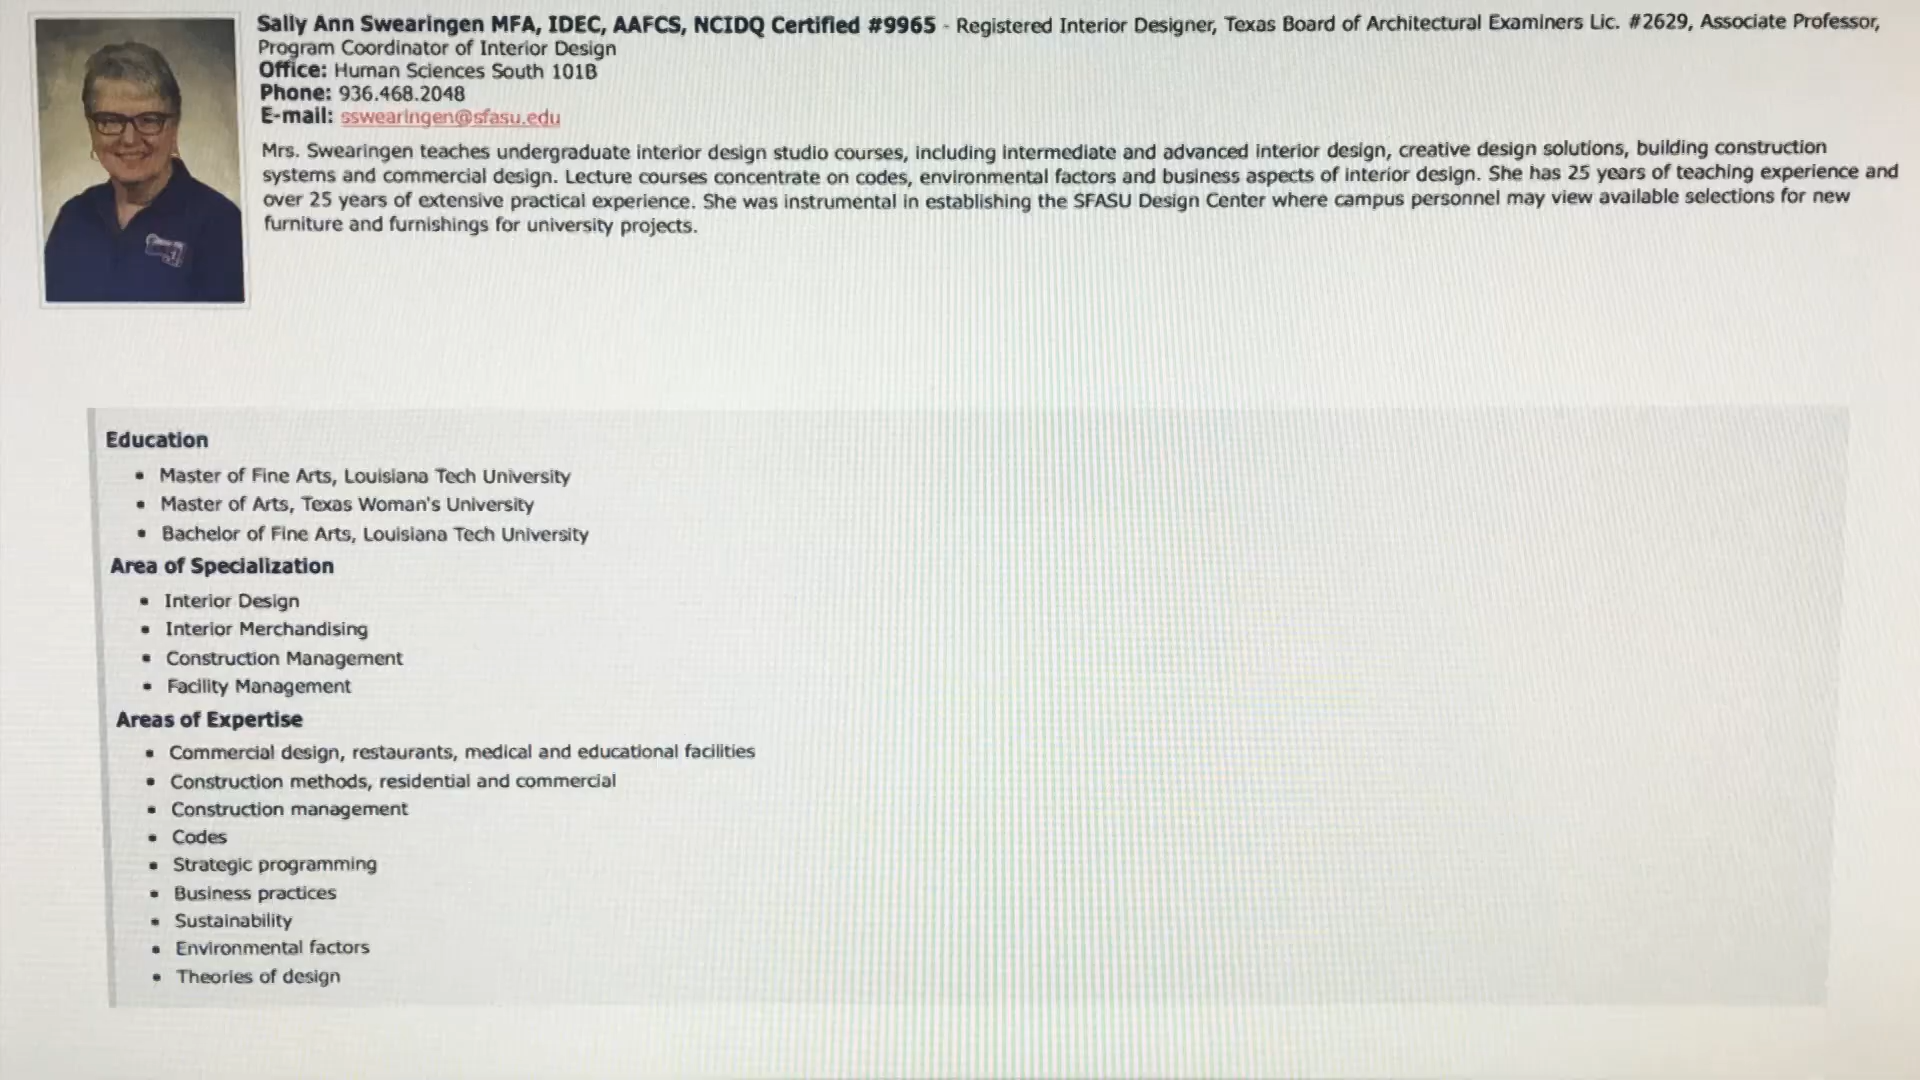 Sally Ann Swearingen MFA, IDEC, AAFCS, NCIDQ Certified #9965 - Registered Interior Designer, Texas Board of Architectural Examiners Lic. #2629, Associate Professor,
Program Coordinator of Interior Design
Office: Human Sciences South 101B
Phone: 936.468.2048
E-mail: sswearingen@sfasu.edu
Mrs. Swearingen teaches undergraduate interior design studio courses, including intermediate and advanced interior design, creative design solutions, building construction
systems and commercial design. Lecture courses concentrate on codes, environmental factors and business aspects of interior design. She has 25 years of teaching experience and
over 25 years of extensive practical experience. She was instrumental in establishing the SFASU Design Center where campus personnel may view available selections for new
furniture and furnishings for university projects.
Education
• Master of Fine Arts, Louisiana Tech University
• Master of Arts, Texas Woman's University
• Bachelor of Fine Arts, Louisiana Tech University
Area of Specialization
• Interior Design
• Interior Merchandising
• Construction Management
• Facility Management
Areas of Expertise
• Commercial design, restaurants, medical and educational facilities
• Construction methods, residential and commercial
• Construction management
• Codes
• Strategic programming
• Business practices
• Sustainability
• Environmental factors
• Theories of design